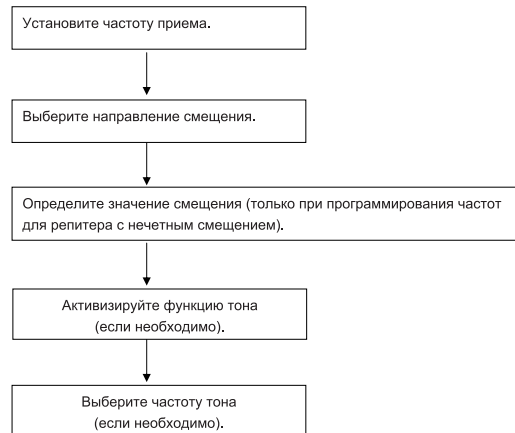 Установите частоту приема.
Выберите направление смещения.
Определите значение смещения (только при программирования частот
для репитера с нечетным смещением).
Активизируйте функцию тона
(если необходимо).
Выберите частоту тона
(если необходимо).